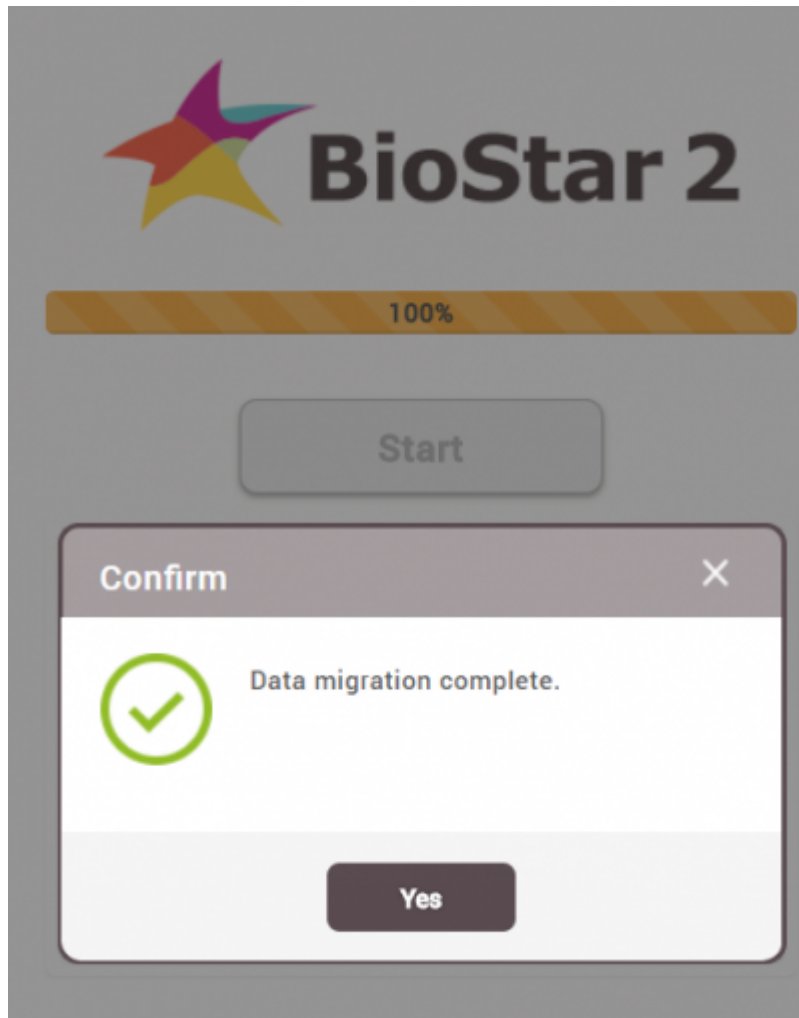 BioStar 2
100%
Start
Confirm
Data migration complete.
Yes